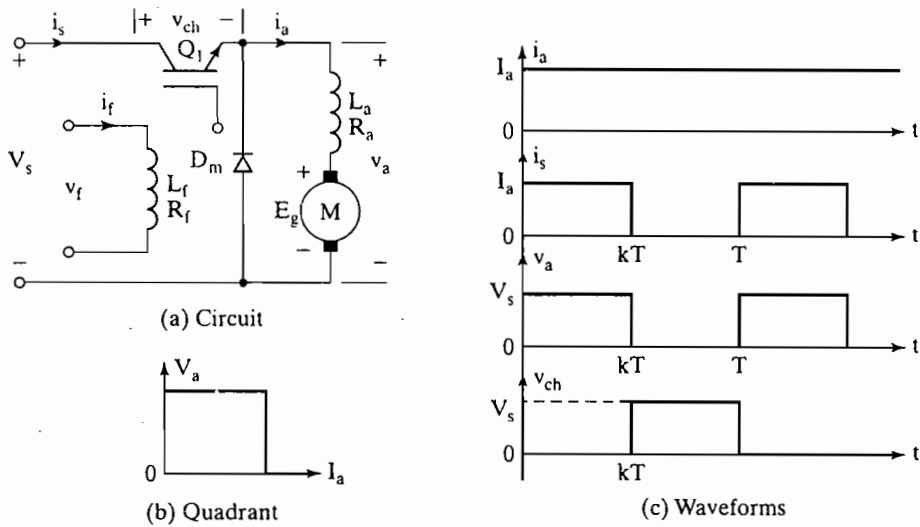 i_s |+ v_ch − | i_a
+ Q_1 +
L_a
R_a
i_f
V_s D_m v_a
v_f L_f
R_f
+
E_g M
−
− −
(a) Circuit
V_a
0 I_a
(b) Quadrant
i_a
I_a
0 t
i_s
I_a
0 kT T t
v_a
V_s
0 kT T t
v_ch
V_s
0 kT T t
(c) Waveforms